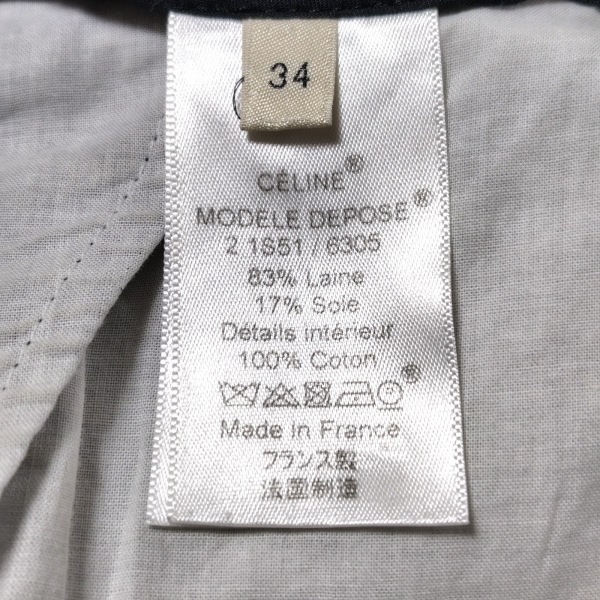 34
CÉLINE®
MODELE DEPOSE®
2 1S51 / 6305
83% Laine
17% Soie
Détails intérieur
100% Coton
®
Made in France
フランス製
法国制造